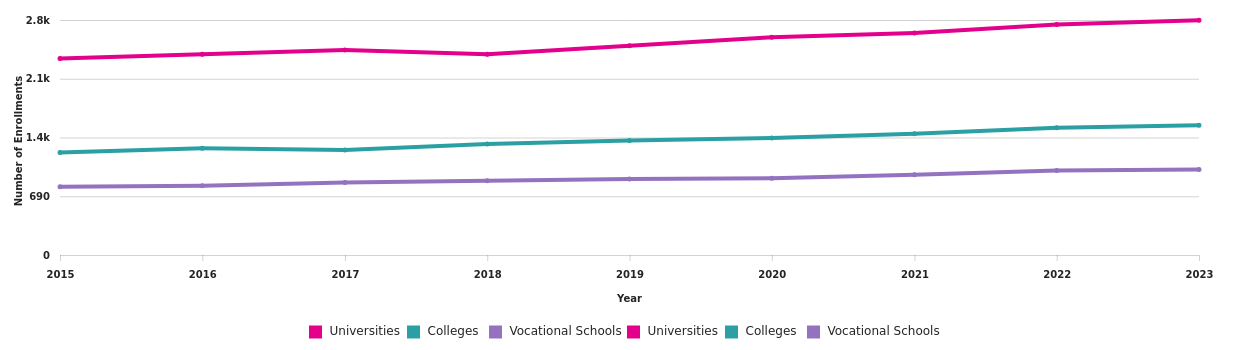 2.8k
2.1k
1.4k
690
0
Number of Enrollments
2015 2016 2017 2018 2019 2020 2021 2022 2023
Year
Universities Colleges Vocational Schools Universities Colleges Vocational Schools